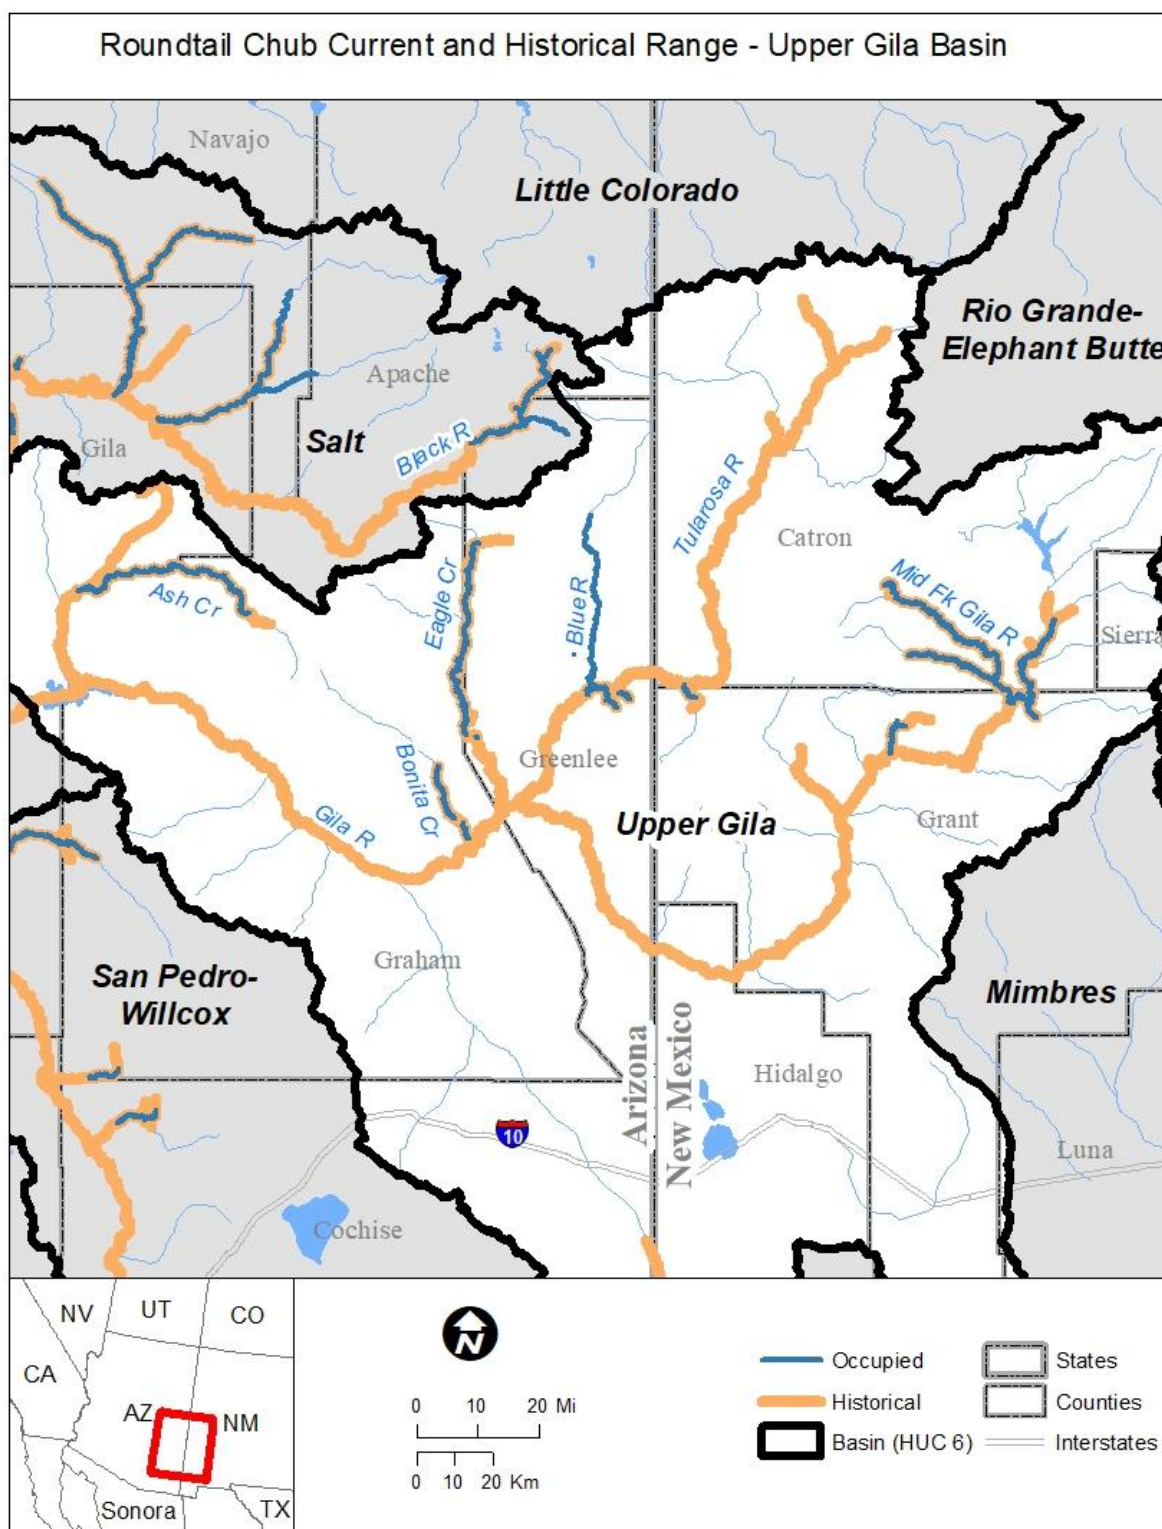 Roundtail Chub Current and Historical Range - Upper Gila Basin
Navajo
Little Colorado
Rio Grande-
Elephant Butte
Apache
Gila
Salt
Black R
Tularosa R
Catron
Ash Cr
Eagle Cr
Blue R
Mid Fk Gila R
Sierra
Bonita Cr
Greenlee
Gila R
Upper Gila
Grant
Graham
San Pedro-
Willcox
Mimbres
Arizona
New Mexico
Hidalgo
10
Luna
Cochise
NV
UT
CO
CA
AZ
NM
Sonora
TX
N
0 10 20 Mi
0 10 20 Km
Occupied
Historical
Basin (HUC 6)
States
Counties
Interstates